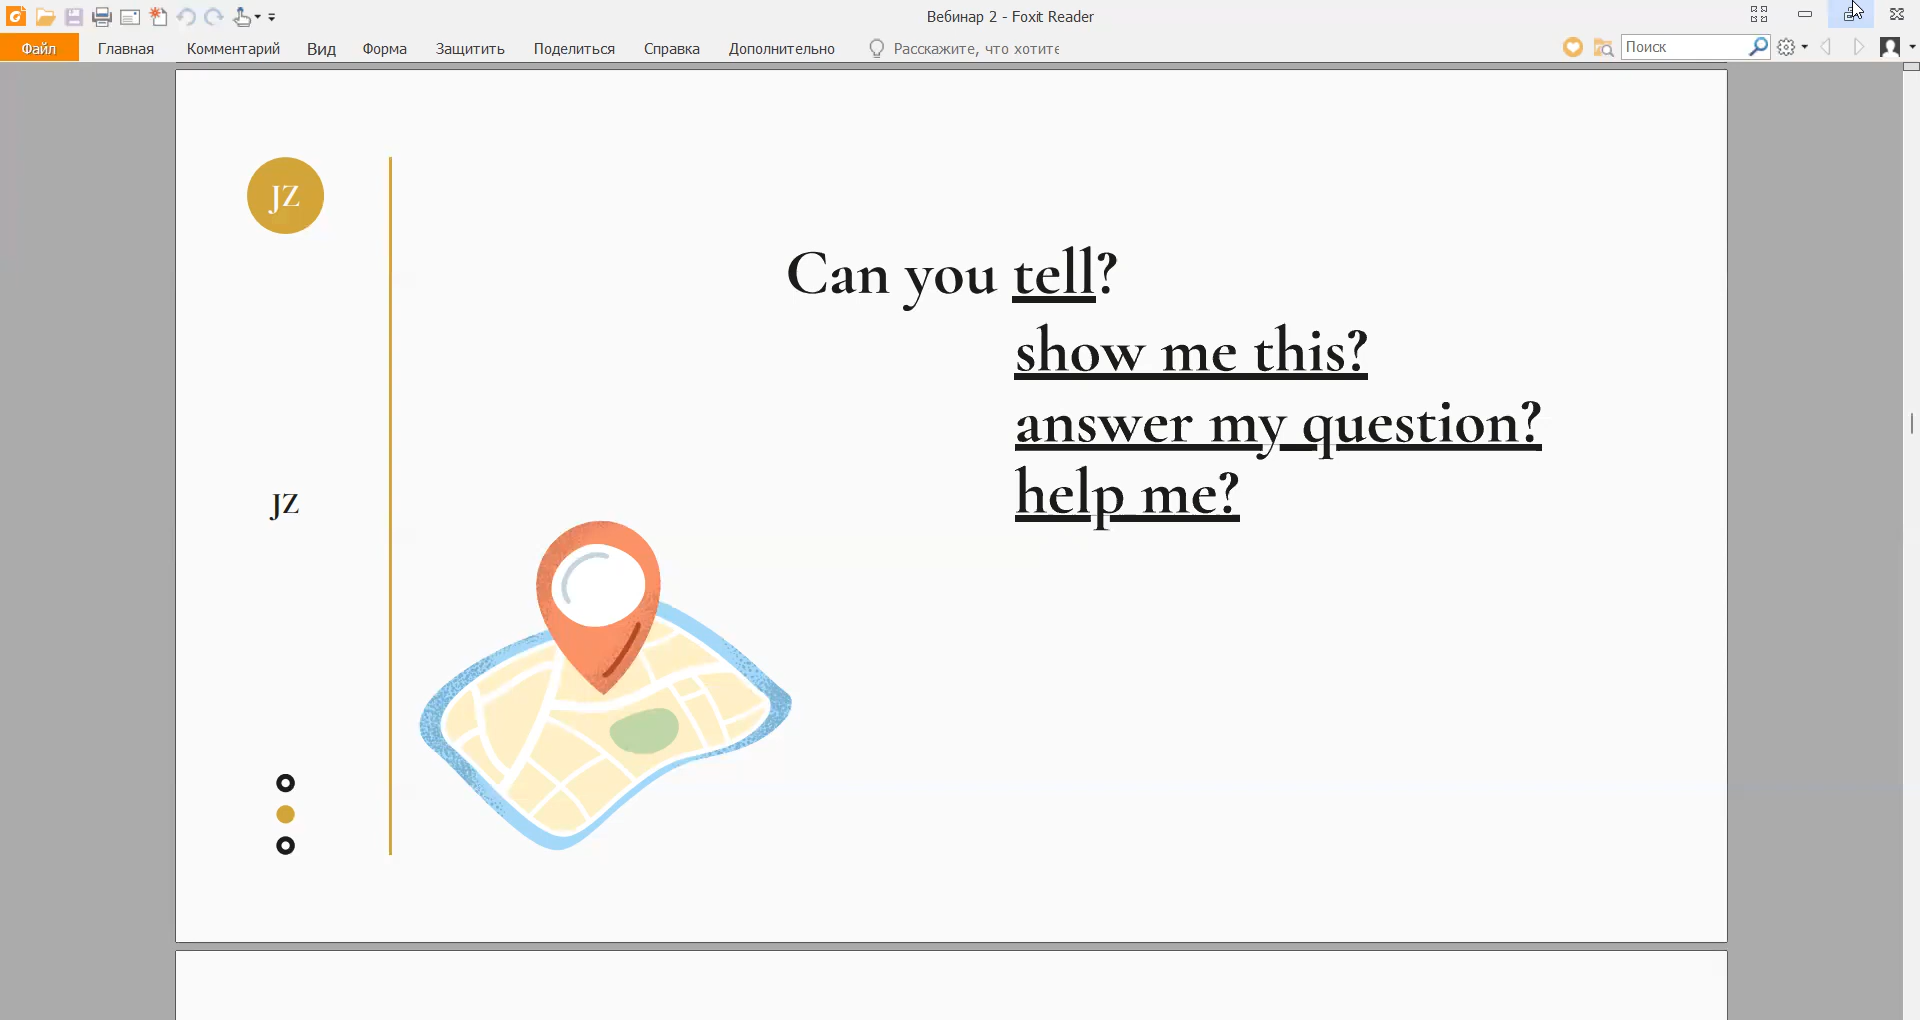 Вебинар 2 - Foxit Reader
Файл Главная Комментарий Вид Форма Защитить Поделиться Справка Дополнительно Расскажите, что хотите Поиск
JZ
Can you tell?
show me this?
answer my question?
help me?
JZ